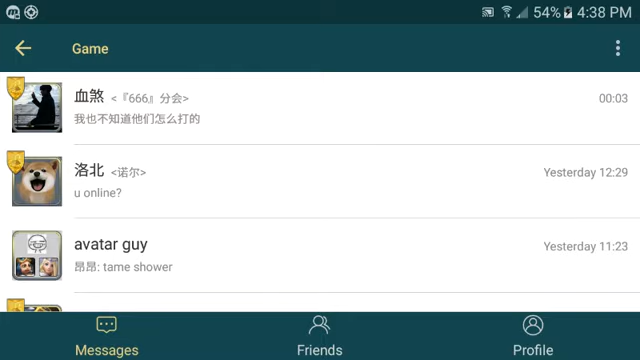 54% 4:38 PM
Game
血煞 <『666』分会> 00:03
我也不知道他们怎么打的
洛北 <诺尔> Yesterday 12:29
u online?
avatar guy Yesterday 11:23
昂昂: tame shower
Messages Friends Profile